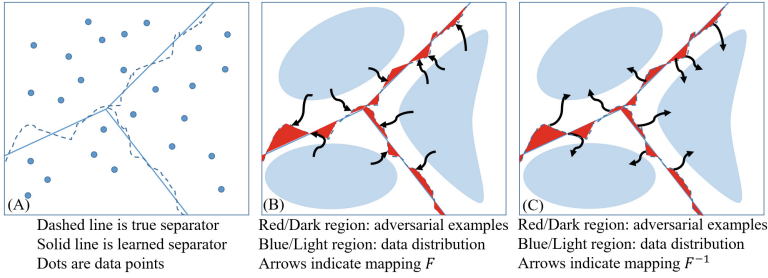 (A)
(B)
(C)
Dashed line is true separator
Solid line is learned separator
Dots are data points
Red/Dark region: adversarial examples
Blue/Light region: data distribution
Arrows indicate mapping F
Red/Dark region: adversarial examples
Blue/Light region: data distribution
Arrows indicate mapping F⁻¹